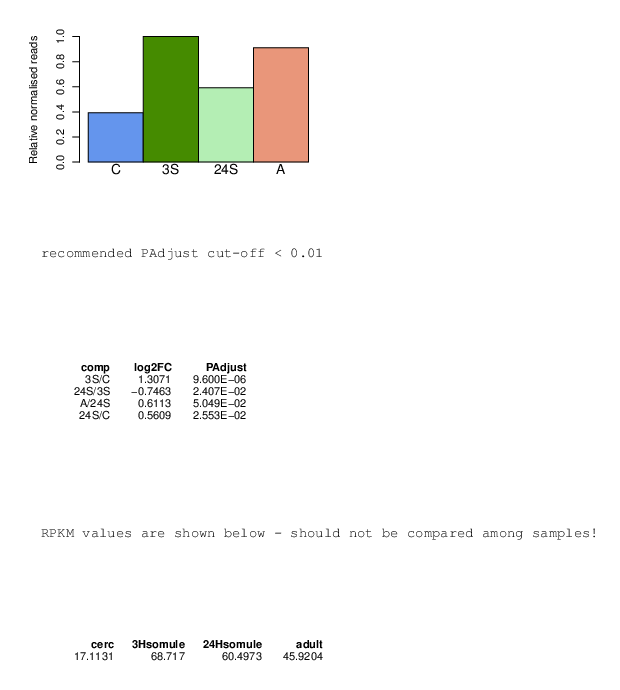 Relative normalised reads
1.0
0.8
0.6
0.4
0.2
0.0
C 3S 24S A
recommended PAdjust cut-off < 0.01
comp log2FC PAdjust
3S/C 1.3071 9.600E−06
24S/3S −0.7463 2.407E−02
A/24S 0.6113 5.049E−02
24S/C 0.5609 2.553E−02
RPKM values are shown below - should not be compared among samples!
cerc 3Hsomule 24Hsomule adult
17.1131 68.717 60.4973 45.9204